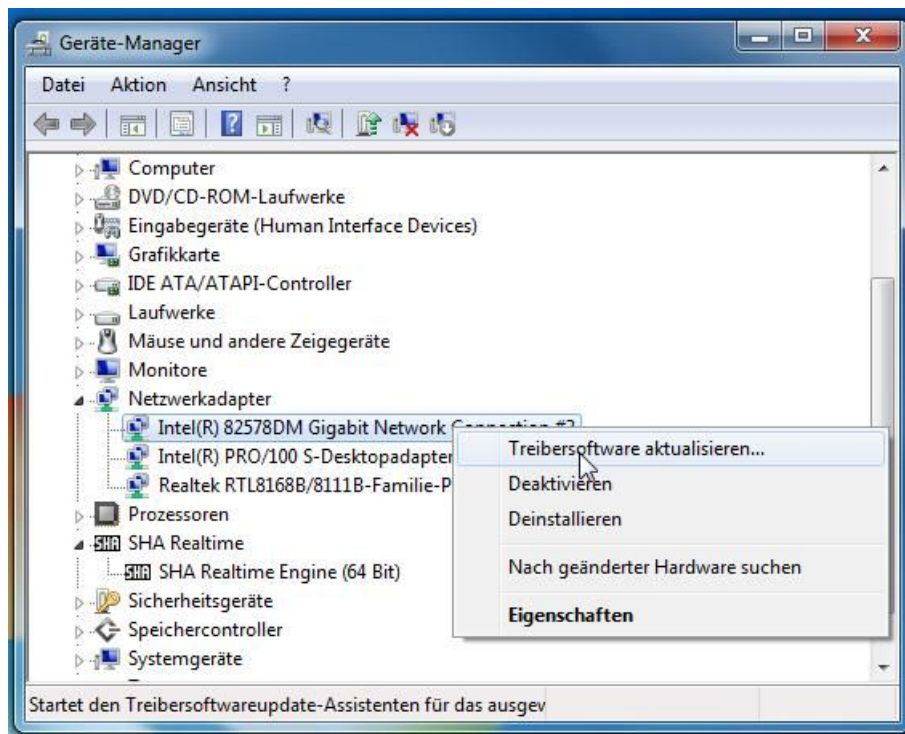 Geräte-Manager
Datei Aktion Ansicht ?
Computer
DVD/CD-ROM-Laufwerke
Eingabegeräte (Human Interface Devices)
Grafikkarte
IDE ATA/ATAPI-Controller
Laufwerke
Mäuse und andere Zeigegeräte
Monitore
Netzwerkadapter
Intel(R) 82578DM Gigabit Network Connection
Intel(R) PRO/100 S-Desktopadapter
Realtek RTL8168B/8111B-Familie-P
Prozessoren
SHA Realtime
SHA Realtime Engine (64 Bit)
Sicherheitsgeräte
Speichercontroller
Systemgeräte
Treibersoftware aktualisieren...
Deaktivieren
Deinstallieren
Nach geänderter Hardware suchen
Eigenschaften
Startet den Treibersoftwareupdate-Assistenten für das ausgev